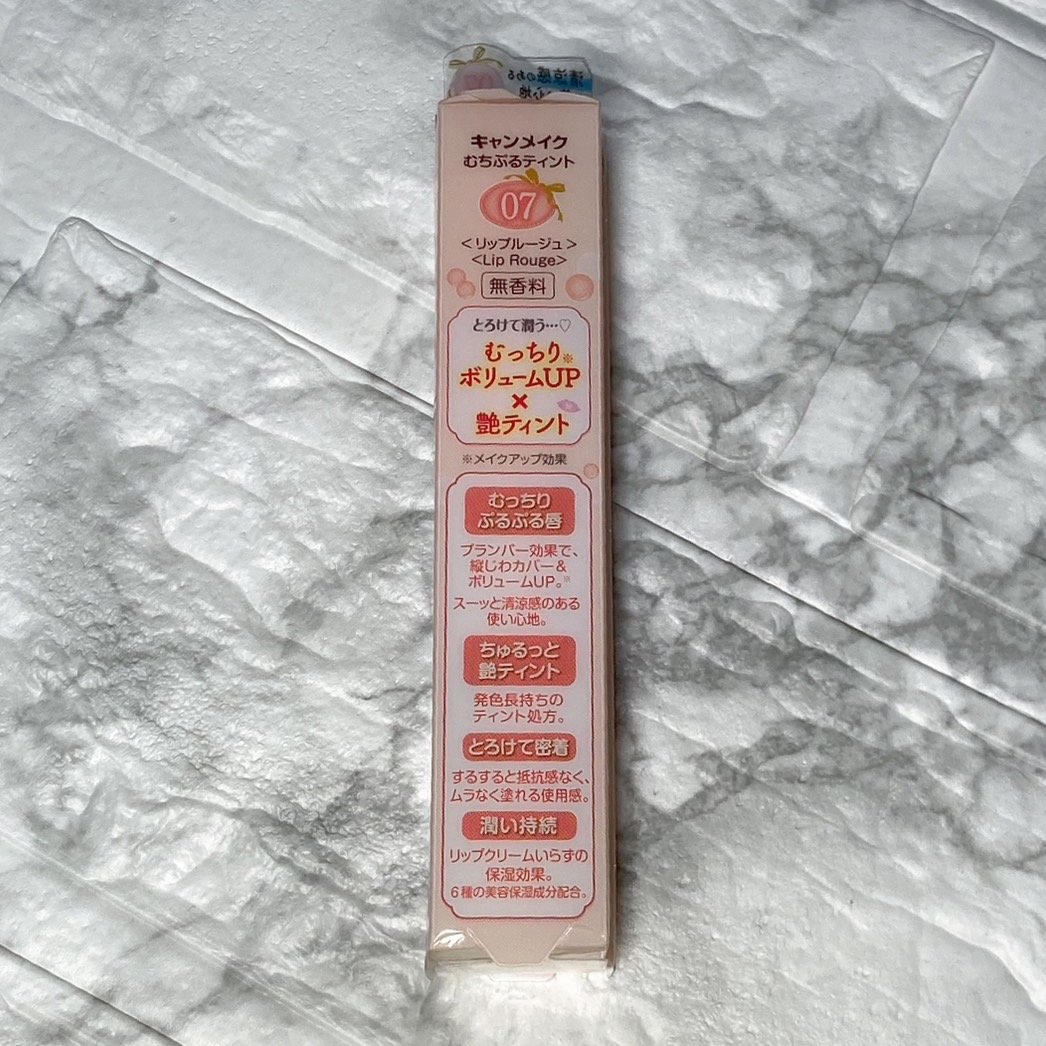 清涼感のある
心地
キャンメイク
むちぷるティント
07
<リップルージュ>
<Lip Rouge>
無香料
とろけて潤う…♡
むっちり※
ボリュームUP
×
艶ティント
※メイクアップ効果
むっちり
ぷるぷる唇
プランパー効果で、
縦じわカバー＆
ボリュームUP。※
スーッと清涼感のある
使い心地。
ちゅるっと
艶ティント
発色長持ちの
ティント処方。
とろけて密着
するすると抵抗感なく、
ムラなく塗れる使用感。
潤い持続
リップクリームいらずの
保湿効果。
6種の美容保湿成分配合。